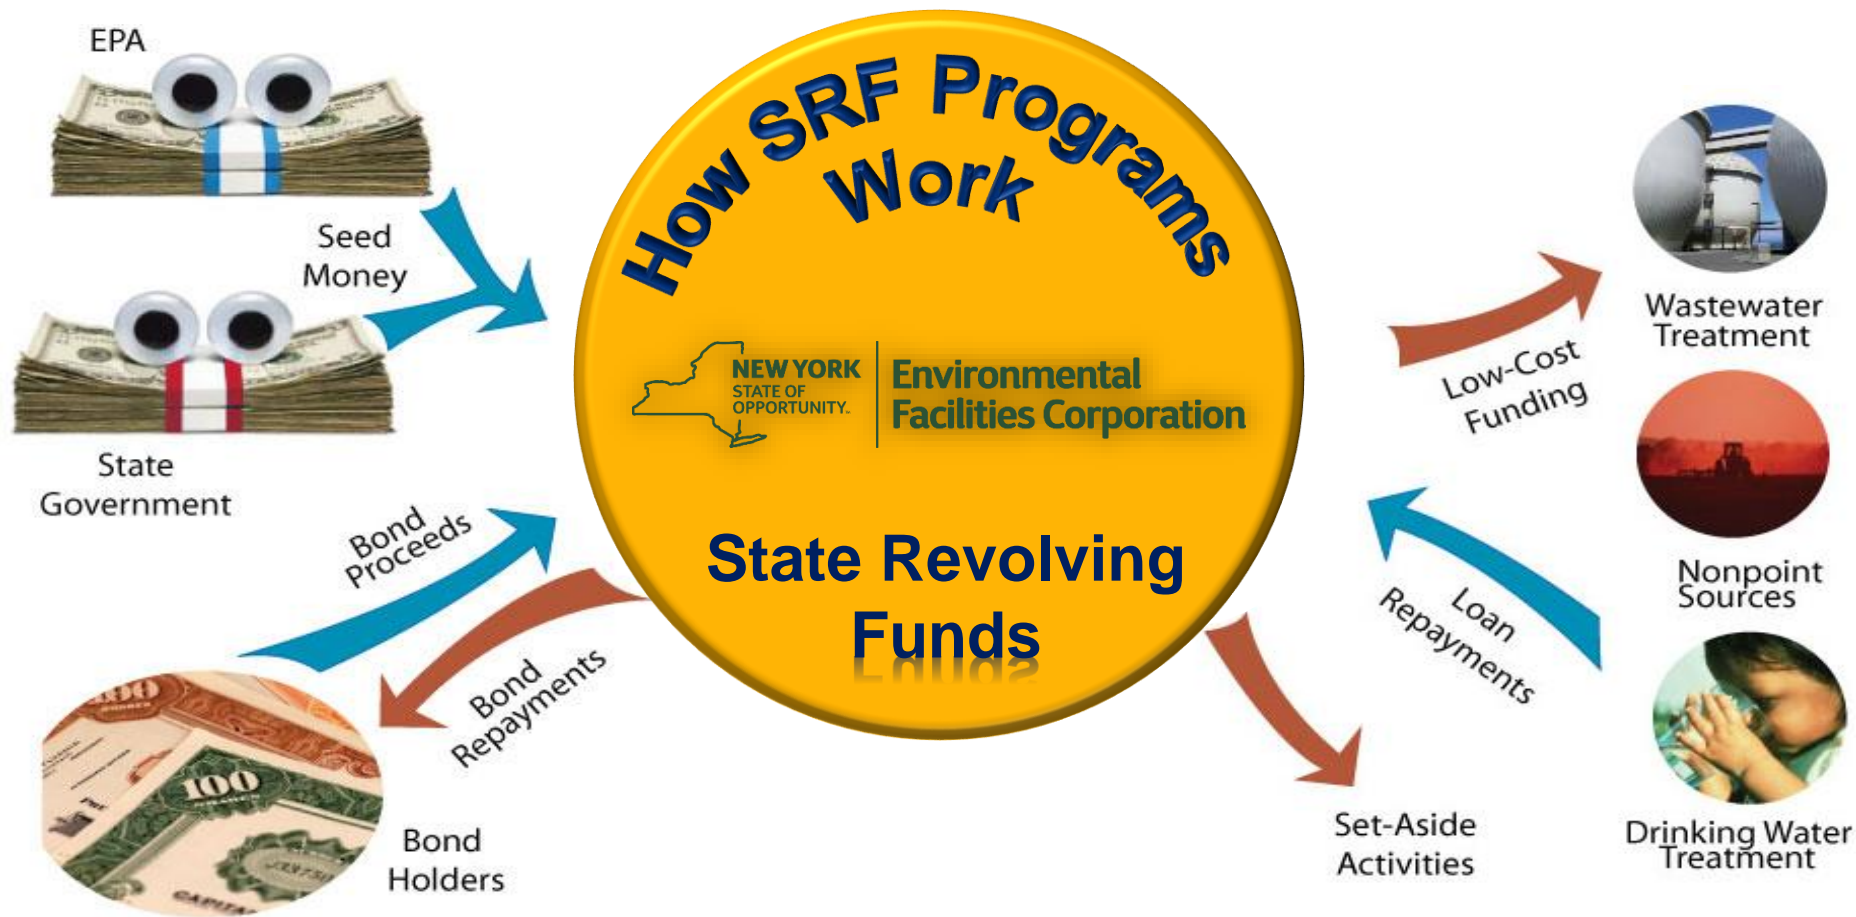 EPA
Seed
Money
State
Government
How SRF Programs
Work
NEW YORK
STATE OF
OPPORTUNITY™
Environmental
Facilities Corporation
State Revolving
Funds
Bond
Proceeds
Bond
Repayments
100
Bond
Holders
Low-Cost
Funding
Loan
Repayments
Set-Aside
Activities
Wastewater
Treatment
Nonpoint
Sources
Drinking Water
Treatment